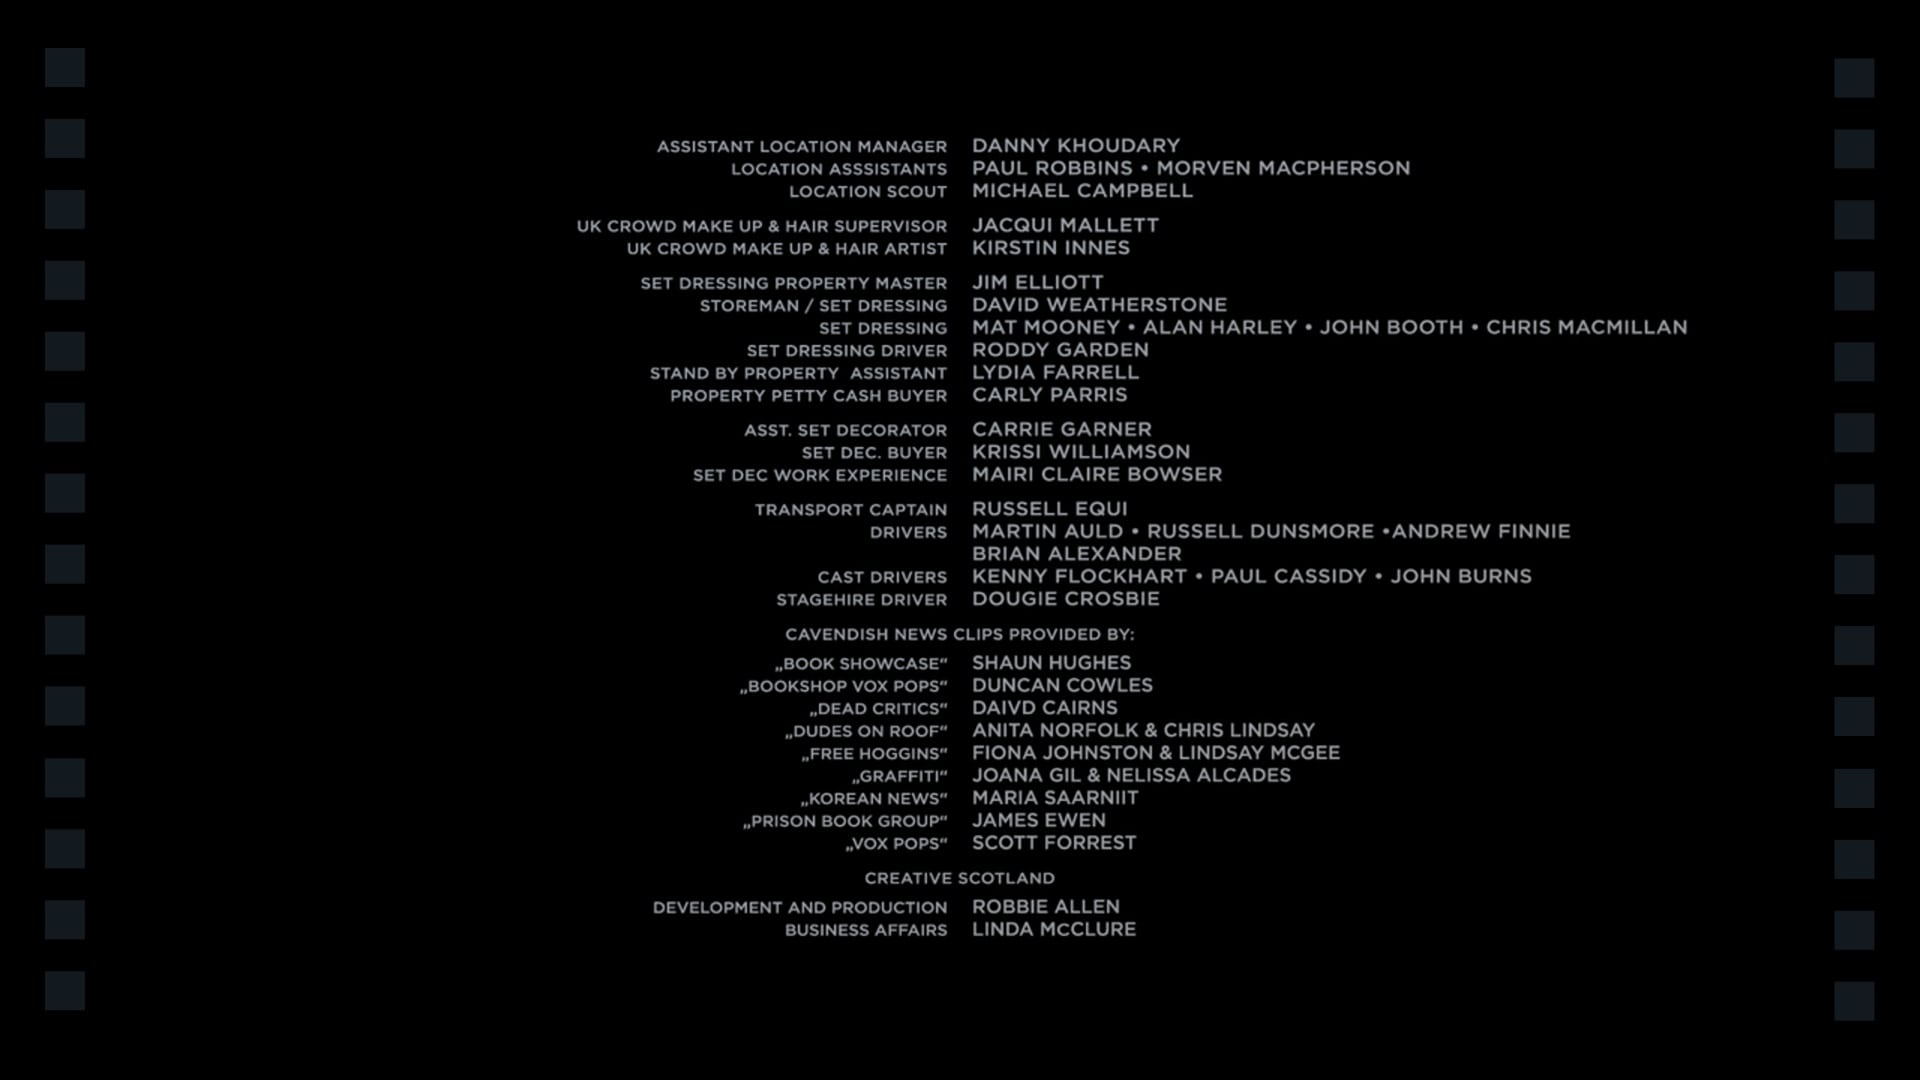 ASSISTANT LOCATION MANAGER DANNY KHOUDARY
LOCATION ASSSISTANTS PAUL ROBBINS • MORVEN MACPHERSON
LOCATION SCOUT MICHAEL CAMPBELL
UK CROWD MAKE UP & HAIR SUPERVISOR JACQUI MALLETT
UK CROWD MAKE UP & HAIR ARTIST KIRSTIN INNES
SET DRESSING PROPERTY MASTER JIM ELLIOTT
STOREMAN / SET DRESSING DAVID WEATHERSTONE
SET DRESSING MAT MOONEY • ALAN HARLEY • JOHN BOOTH • CHRIS MACMILLAN
SET DRESSING DRIVER RODDY GARDEN
STAND BY PROPERTY ASSISTANT LYDIA FARRELL
PROPERTY PETTY CASH BUYER CARLY PARRIS
ASST. SET DECORATOR CARRIE GARNER
SET DEC. BUYER KRISSI WILLIAMSON
SET DEC WORK EXPERIENCE MAIRI CLAIRE BOWSER
TRANSPORT CAPTAIN RUSSELL EQUI
DRIVERS MARTIN AULD • RUSSELL DUNSMORE •ANDREW FINNIE
BRIAN ALEXANDER
CAST DRIVERS KENNY FLOCKHART • PAUL CASSIDY • JOHN BURNS
STAGEHIRE DRIVER DOUGIE CROSBIE
CAVENDISH NEWS CLIPS PROVIDED BY:
„BOOK SHOWCASE“ SHAUN HUGHES
„BOOKSHOP VOX POPS“ DUNCAN COWLES
„DEAD CRITICS“ DAIVD CAIRNS
„DUDES ON ROOF“ ANITA NORFOLK & CHRIS LINDSAY
„FREE HOGGINS“ FIONA JOHNSTON & LINDSAY MCGEE
„GRAFFITI“ JOANA GIL & NELISSA ALCADES
„KOREAN NEWS“ MARIA SAARNIIT
„PRISON BOOK GROUP“ JAMES EWEN
„VOX POPS“ SCOTT FORREST
CREATIVE SCOTLAND
DEVELOPMENT AND PRODUCTION ROBBIE ALLEN
BUSINESS AFFAIRS LINDA McCLURE